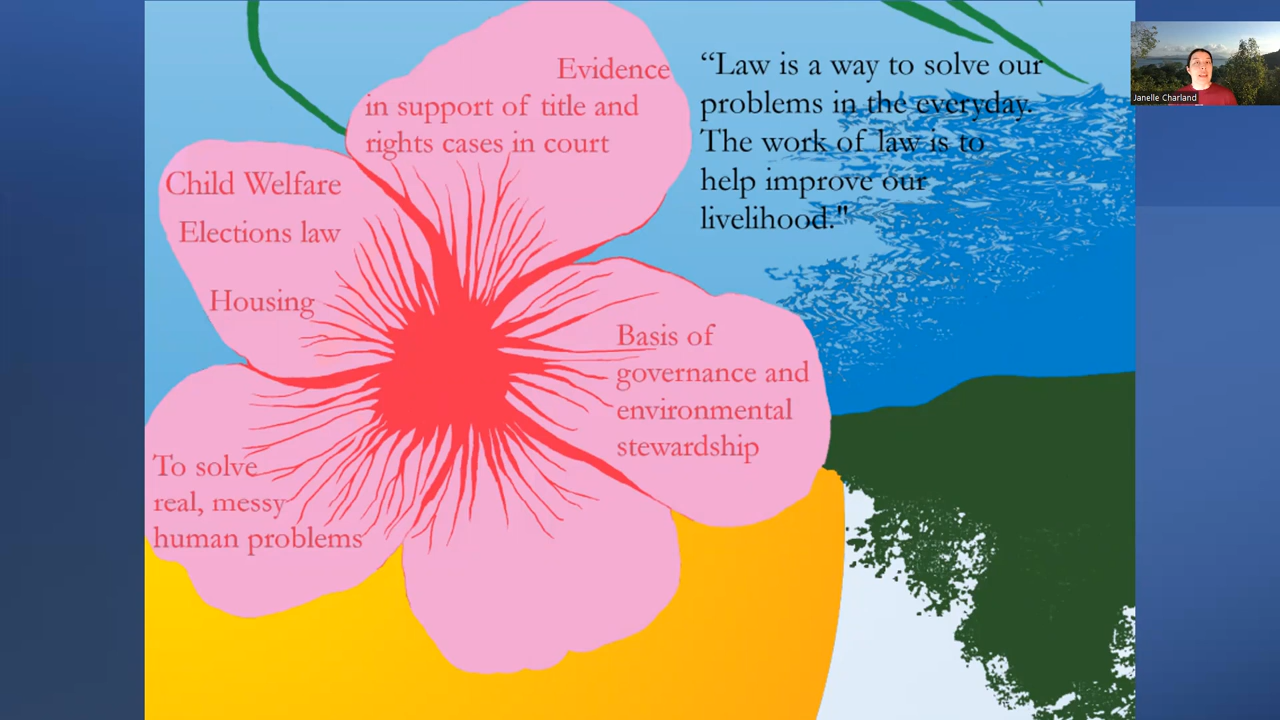 Evidence
in support of title and
rights cases in court
Child Welfare
Elections law
Housing
Basis of
governance and
environmental
stewardship
To solve
real, messy
human problems
“Law is a way to solve our
problems in the everyday.
The work of law is to
help improve our
livelihood."
Janelle Charland